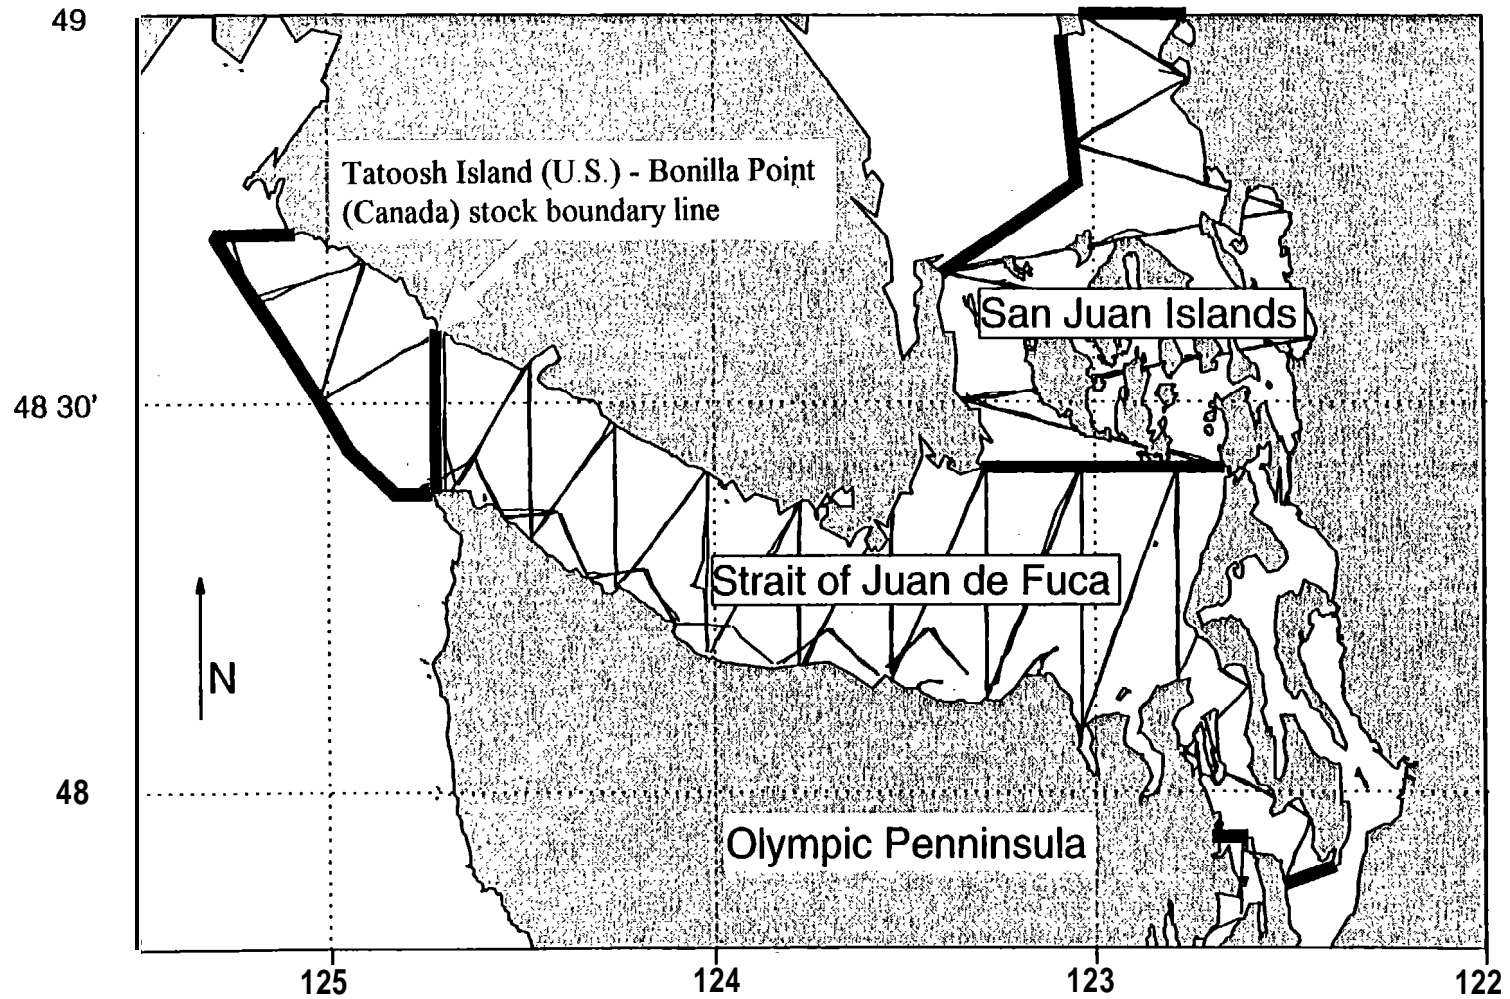 49
Tatoosh Island (U.S.) - Bonilla Point
(Canada) stock boundary line
San Juan Islands
48 30'
Strait of Juan de Fuca
N
48
Olympic Penninsula
125
124
123
122